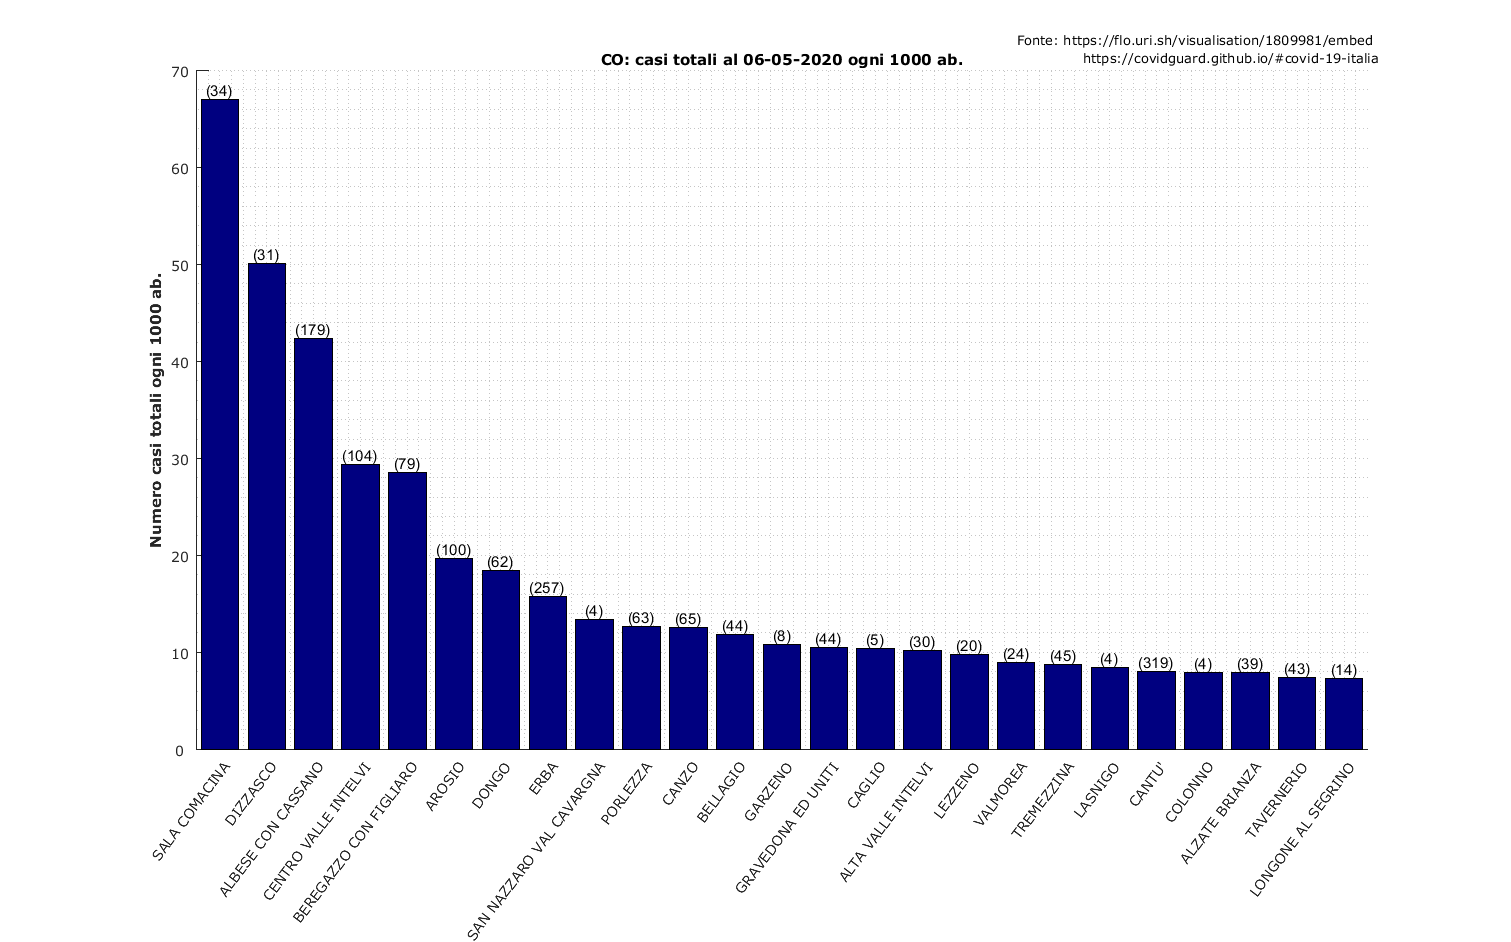 Fonte: https://flo.uri.sh/visualisation/1809981/embed
https://covidguard.github.io/#covid-19-italia
CO: casi totali al 06-05-2020 ogni 1000 ab.
Numero casi totali ogni 1000 ab.
70
60
50
40
30
20
10
0
(34)
(31)
(179)
(104)
(79)
(100)
(62)
(257)
(4)
(63)
(65)
(44)
(8)
(44)
(5)
(30)
(20)
(24)
(45)
(4)
(319)
(4)
(39)
(43)
(14)
SALA COMACINA
DIZZASCO
ALBESE CON CASSANO
CENTRO VALLE INTELVI
BEREGAZZO CON FIGLIARO
AROSIO
DONGO
ERBA
SAN NAZZARO VAL CAVARGNA
PORLEZZA
CANZO
BELLAGIO
GARZENO
GRAVEDONA ED UNITI
CAGLIO
ALTA VALLE INTELVI
LEZZENO
VALMOREA
TREMEZZINA
LASNIGO
CANTU'
COLONNO
ALZATE BRIANZA
TAVERNERIO
LONGONE AL SEGRINO